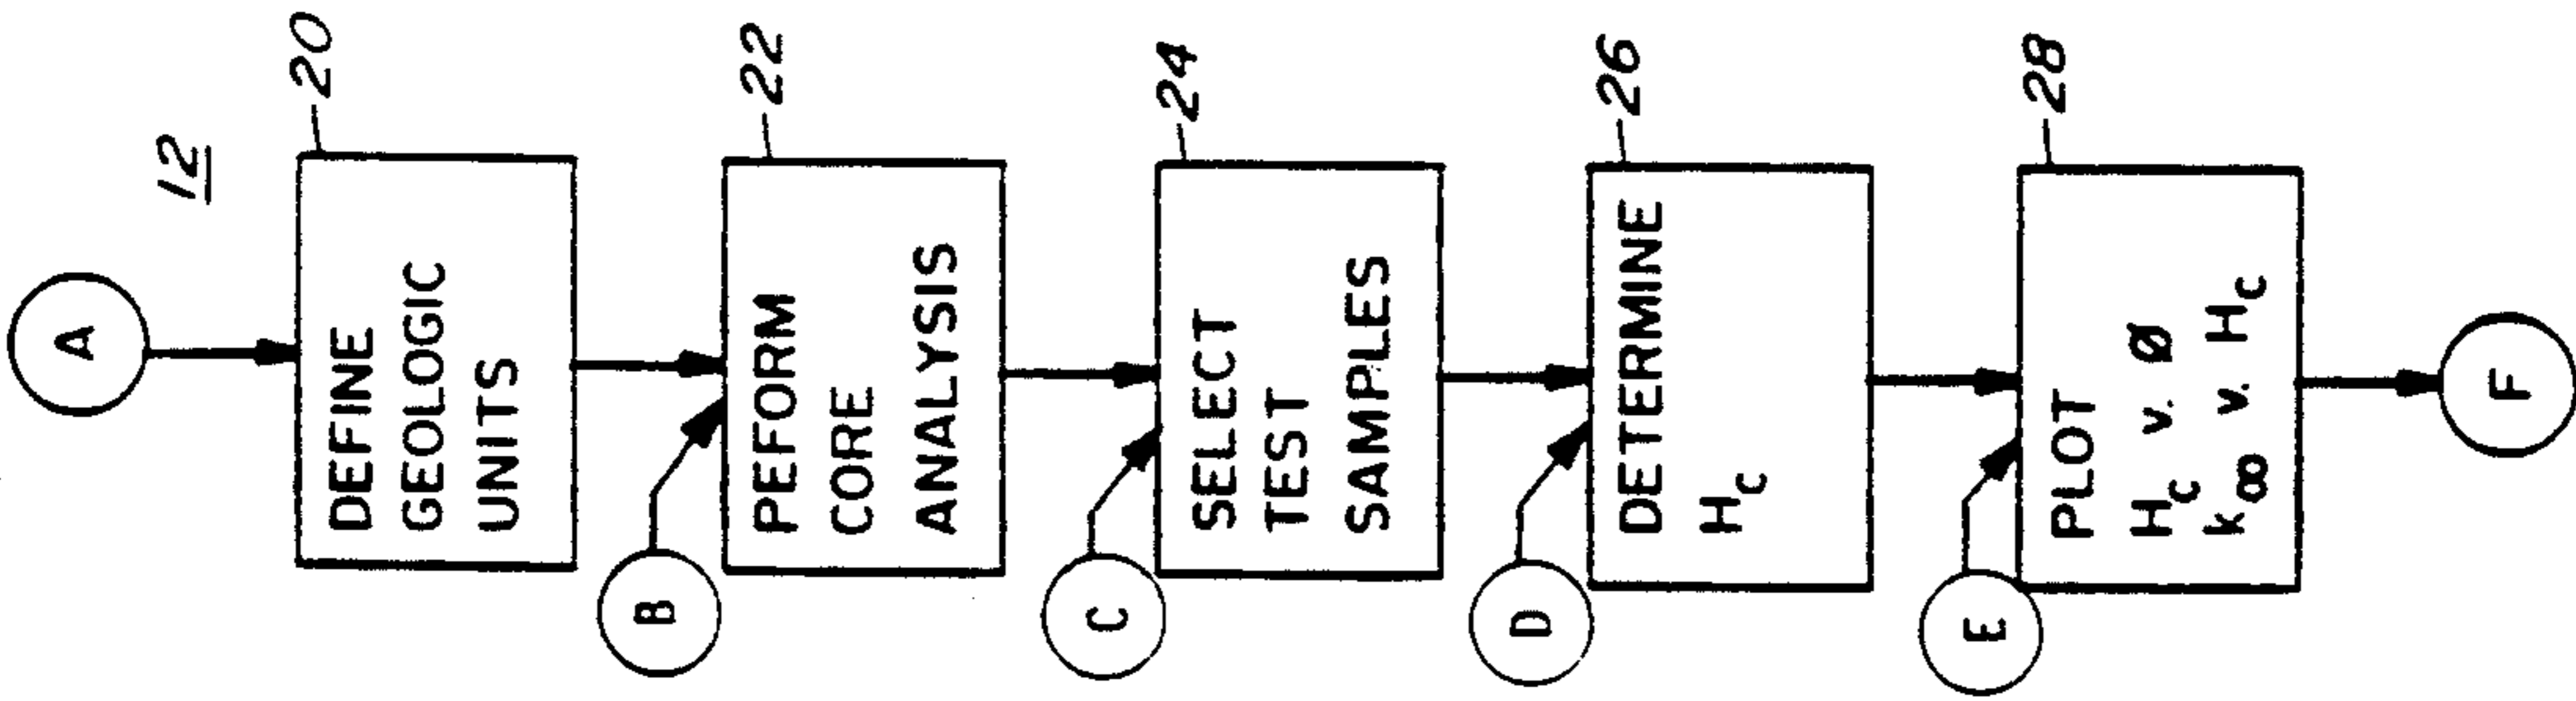 A
12
20
DEFINE
GEOLOGIC
UNITS
B
22
PEFORM
CORE
ANALYSIS
C
24
SELECT
TEST
SAMPLES
D
26
DETERMINE
Hc
E
28
PLOT
Hc v. Ø
k∞ v. Hc
F